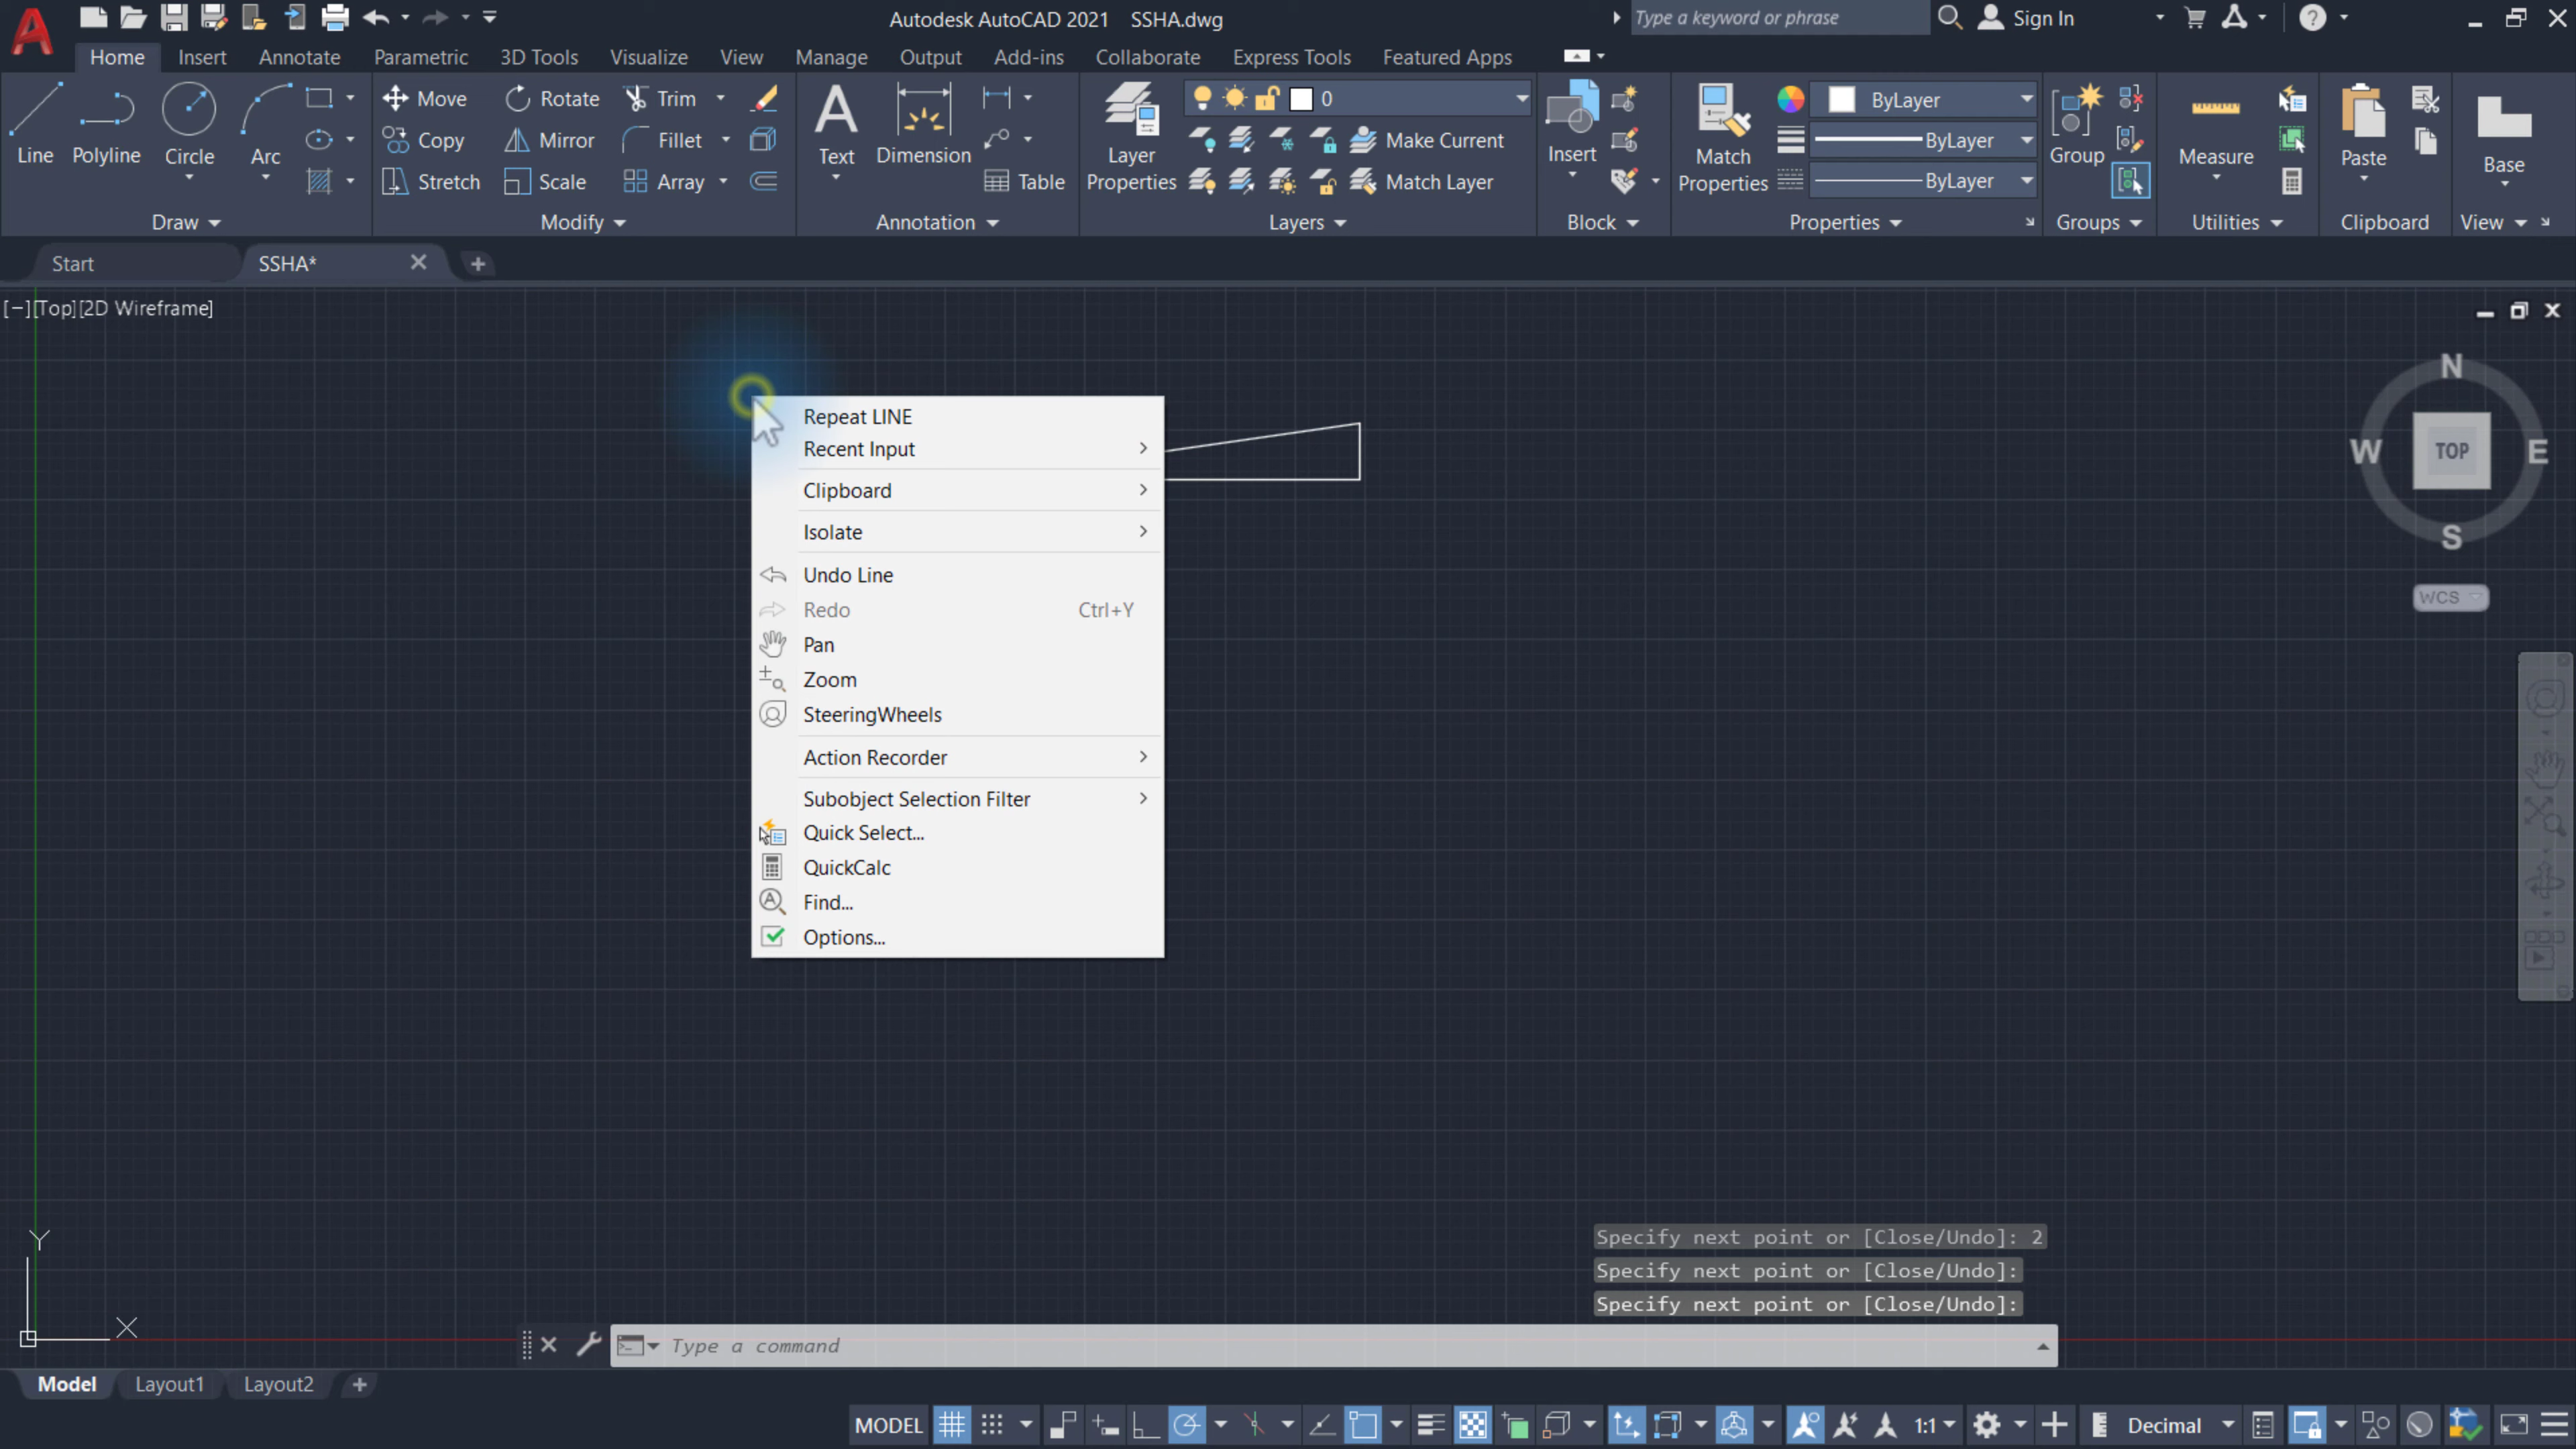 Autodesk AutoCAD 2021 SSHA.dwg
Type a keyword or phrase
Sign In
Home Insert Annotate Parametric 3D Tools Visualize View Manage Output Add-ins Collaborate Express Tools Featured Apps
Line Polyline Circle Arc
Draw
Move Rotate Trim
Copy Mirror Fillet
Stretch Scale Array
Modify
Text Dimension Table
Annotation
Layer Properties
0
Make Current
Match Layer
Layers
Insert
Block
Match Properties
ByLayer
ByLayer
ByLayer
Properties
Group
Groups
Measure
Utilities
Paste
Clipboard
Base
View
Start SSHA*
[−][Top][2D Wireframe]
N
W TOP E
S
WCS
Repeat LINE
Recent Input
Clipboard
Isolate
Undo Line
Redo Ctrl+Y
Pan
Zoom
SteeringWheels
Action Recorder
Subobject Selection Filter
Quick Select...
QuickCalc
Find...
Options...
Y
X
Specify next point or [Close/Undo]: 2
Specify next point or [Close/Undo]:
Specify next point or [Close/Undo]:
Type a command
Model Layout1 Layout2
MODEL 1:1 Decimal